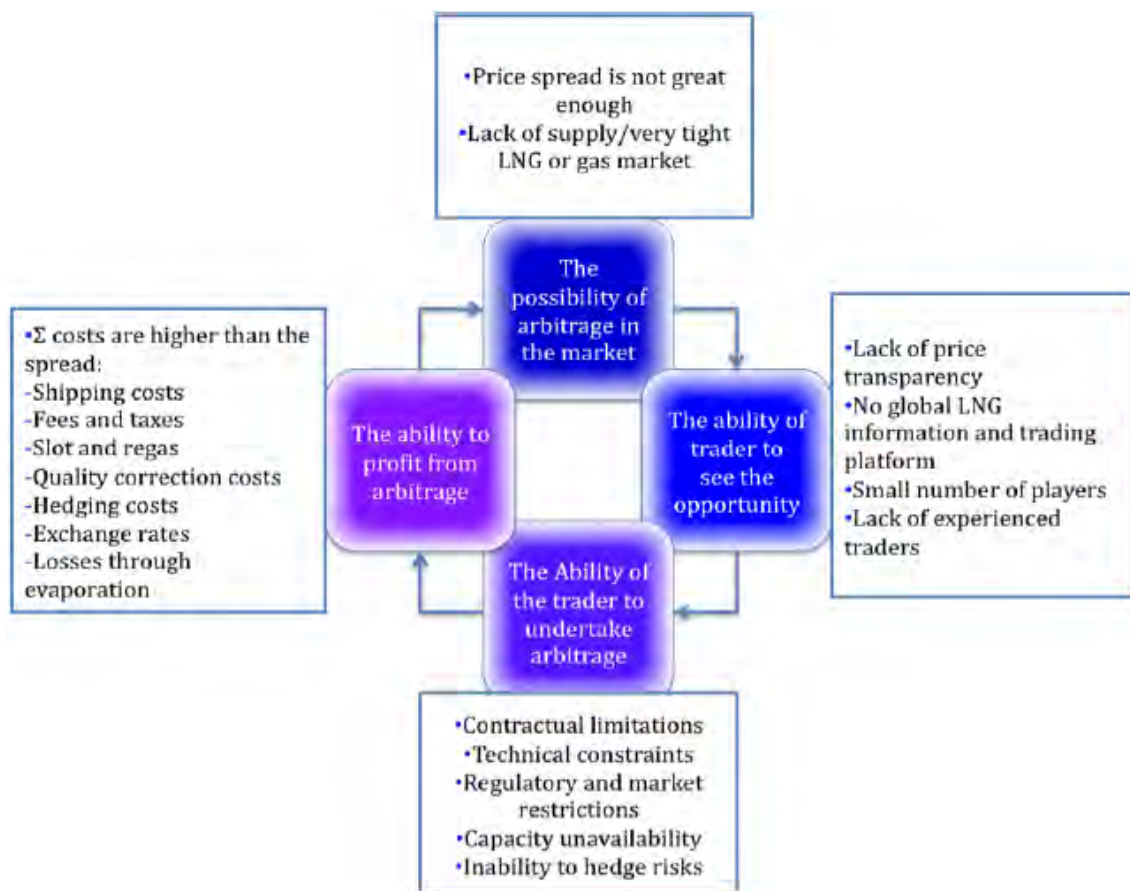 •Price spread is not great
enough
•Lack of supply/very tight
LNG or gas market
The
possibility of
arbitrage in
the market
•Σ costs are higher than the
spread:
-Shipping costs
-Fees and taxes
-Slot and regas
-Quality correction costs
-Hedging costs
-Exchange rates
-Losses through
evaporation
The ability to
profit from
arbitrage
The ability of
trader to
see the
opportunity
•Lack of price
transparency
•No global LNG
information and trading
platform
•Small number of players
•Lack of experienced
traders
The Ability of
the trader to
undertake
arbitrage
•Contractual limitations
•Technical constraints
•Regulatory and market
restrictions
•Capacity unavailability
•Inability to hedge risks